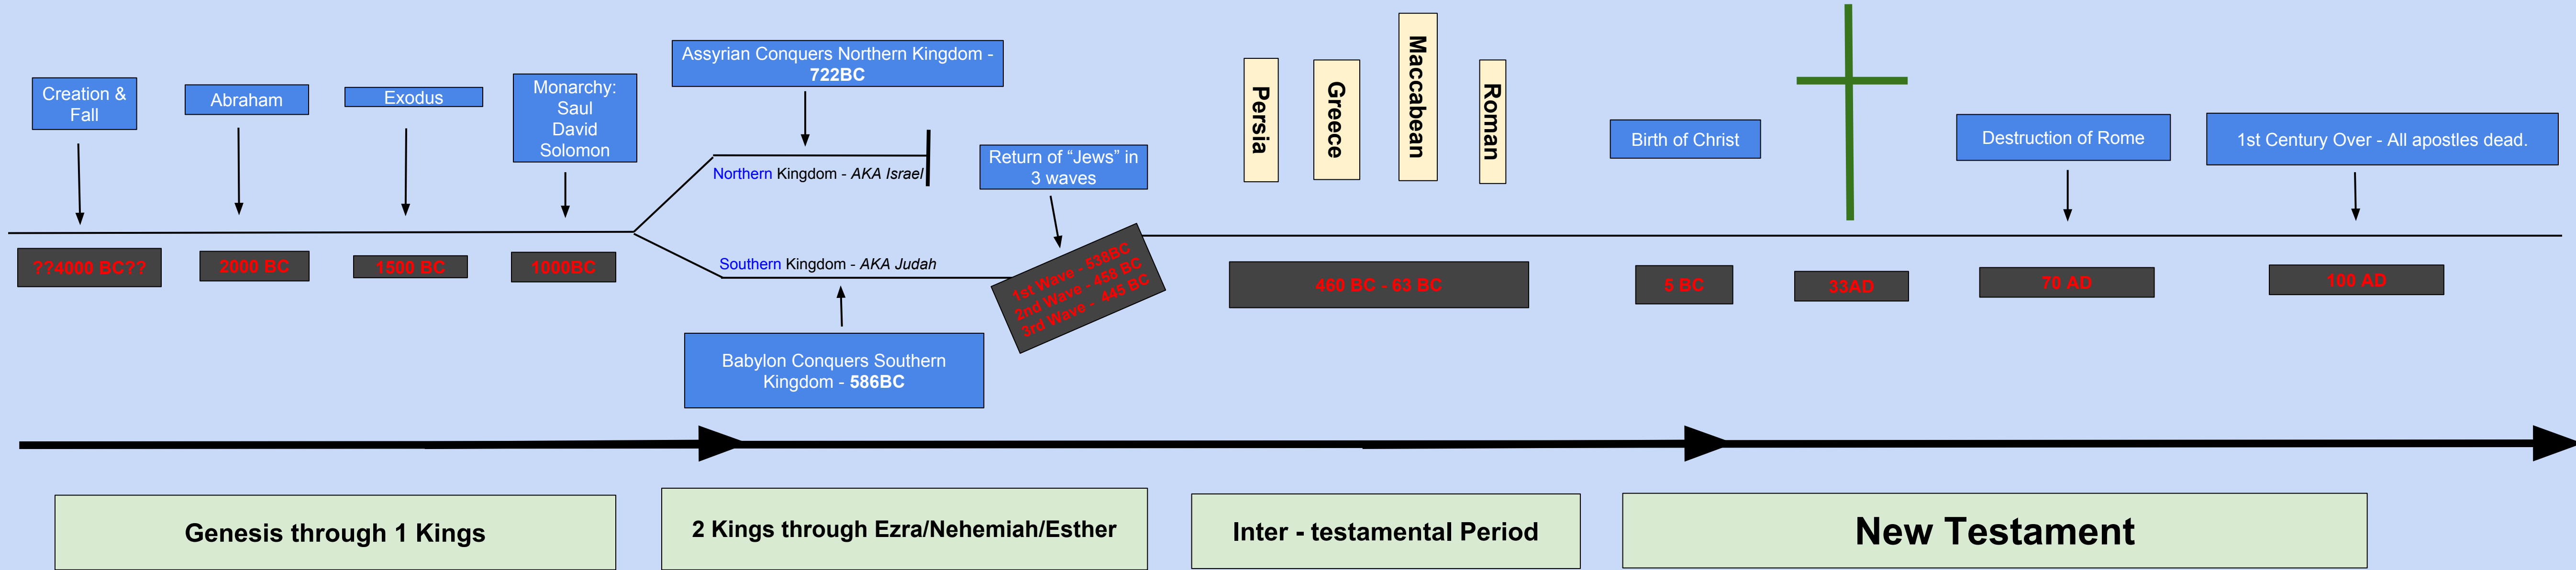 Creation &
Fall
Abraham
Exodus
Monarchy:
Saul
David
Solomon
Assyrian Conquers Northern Kingdom -
722BC
Northern Kingdom - AKA Israel
Southern Kingdom - AKA Judah
Babylon Conquers Southern
Kingdom - 586BC
Return of “Jews” in
3 waves
1st Wave - 538BC
2nd Wave - 458 BC
3rd Wave - 445 BC
Persia
Greece
Maccabean
Roman
Birth of Christ
Destruction of Rome
1st Century Over - All apostles dead.
??4000 BC??
2000 BC
1500 BC
1000BC
460 BC - 63 BC
5 BC
33AD
70 AD
100 AD
Genesis through 1 Kings
2 Kings through Ezra/Nehemiah/Esther
Inter - testamental Period
New Testament